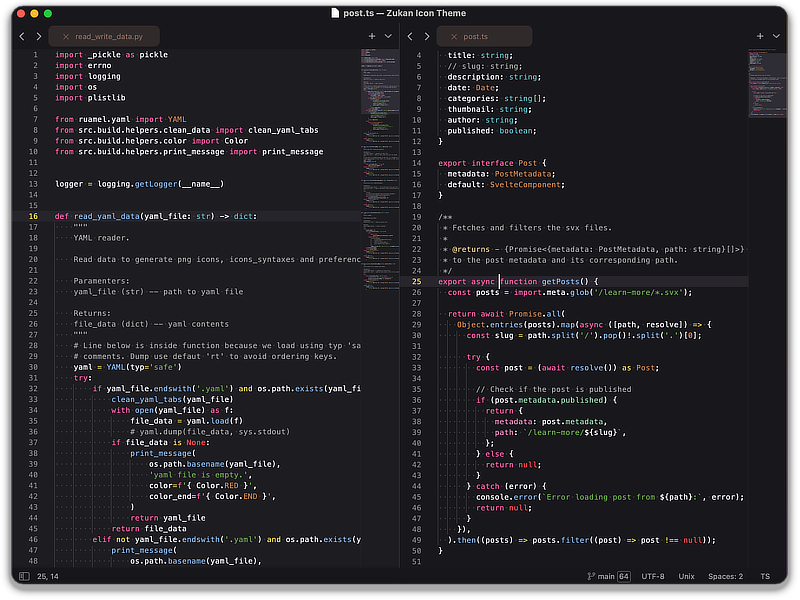 post.ts — Zukan Icon Theme
read_write_data.py
1 import _pickle as pickle
2 import errno
3 import logging
4 import os
5 import plistlib
6
7 from ruamel.yaml import YAML
8 from src.build.helpers.clean_data import clean_yaml_tabs
9 from src.build.helpers.color import Color
10 from src.build.helpers.print_message import print_message
11
12
13 logger = logging.getLogger(__name__)
14
15
16 def read_yaml_data(yaml_file: str) -> dict:
17 """
18 YAML reader.
19
20 Read data to generate png icons, icons_syntaxes and preferenc
21
22 Paramenters:
23 yaml_file (str) -- path to yaml file
24
25 Returns:
26 file_data (dict) -- yaml contents
27 """
28 # Line below is inside function because we load using typ 'sa
29 # comments. Dump use defaut 'rt' to avoid ordering keys.
30 yaml = YAML(typ='safe')
31 try:
32 if yaml_file.endswith('.yaml') and os.path.exists(yaml_fi
33 clean_yaml_tabs(yaml_file)
34 with open(yaml_file) as f:
35 file_data = yaml.load(f)
36 # yaml.dump(file_data, sys.stdout)
37 if file_data is None:
38 print_message(
39 os.path.basename(yaml_file),
40 'yaml file is empty.',
41 color=f'{ Color.RED }',
42 color_end=f'{ Color.END }',
43 )
44 return yaml_file
45 return file_data
46 elif not yaml_file.endswith('.yaml') and os.path.exists(y
47 print_message(
48 os.path.basename(yaml_file),
post.ts
4 title: string;
5 // slug: string;
6 description: string;
7 date: Date;
8 categories: string[];
9 thumbnail: string;
10 author: string;
11 published: boolean;
12 }
13
14 export interface Post {
15 metadata: PostMetadata;
16 default: SvelteComponent;
17 }
18
19 /**
20 * Fetches and filters the svx files.
21 *
22 * @returns - {Promise<{metadata: PostMetadata, path: string}[]>}
23 * to the post metadata and its corresponding path.
24 */
25 export async function getPosts() {
26 const posts = import.meta.glob('/learn-more/*.svx');
27
28 return await Promise.all(
29 Object.entries(posts).map(async ([path, resolve]) => {
30 const slug = path.split('/').pop()!.split('.')[0];
31
32 try {
33 const post = (await resolve()) as Post;
34
35 // Check if the post is published
36 if (post.metadata.published) {
37 return {
38 metadata: post.metadata,
39 path: `/learn-more/${slug}`,
40 };
41 } else {
42 return null;
43 }
44 } catch (error) {
45 console.error(`Error loading post from ${path}:`, error);
46 return null;
47 }
48 }),
49 ).then((posts) => posts.filter((post) => post !== null));
50 }
51
25, 14
main 64 UTF-8 Unix Spaces: 2 TS